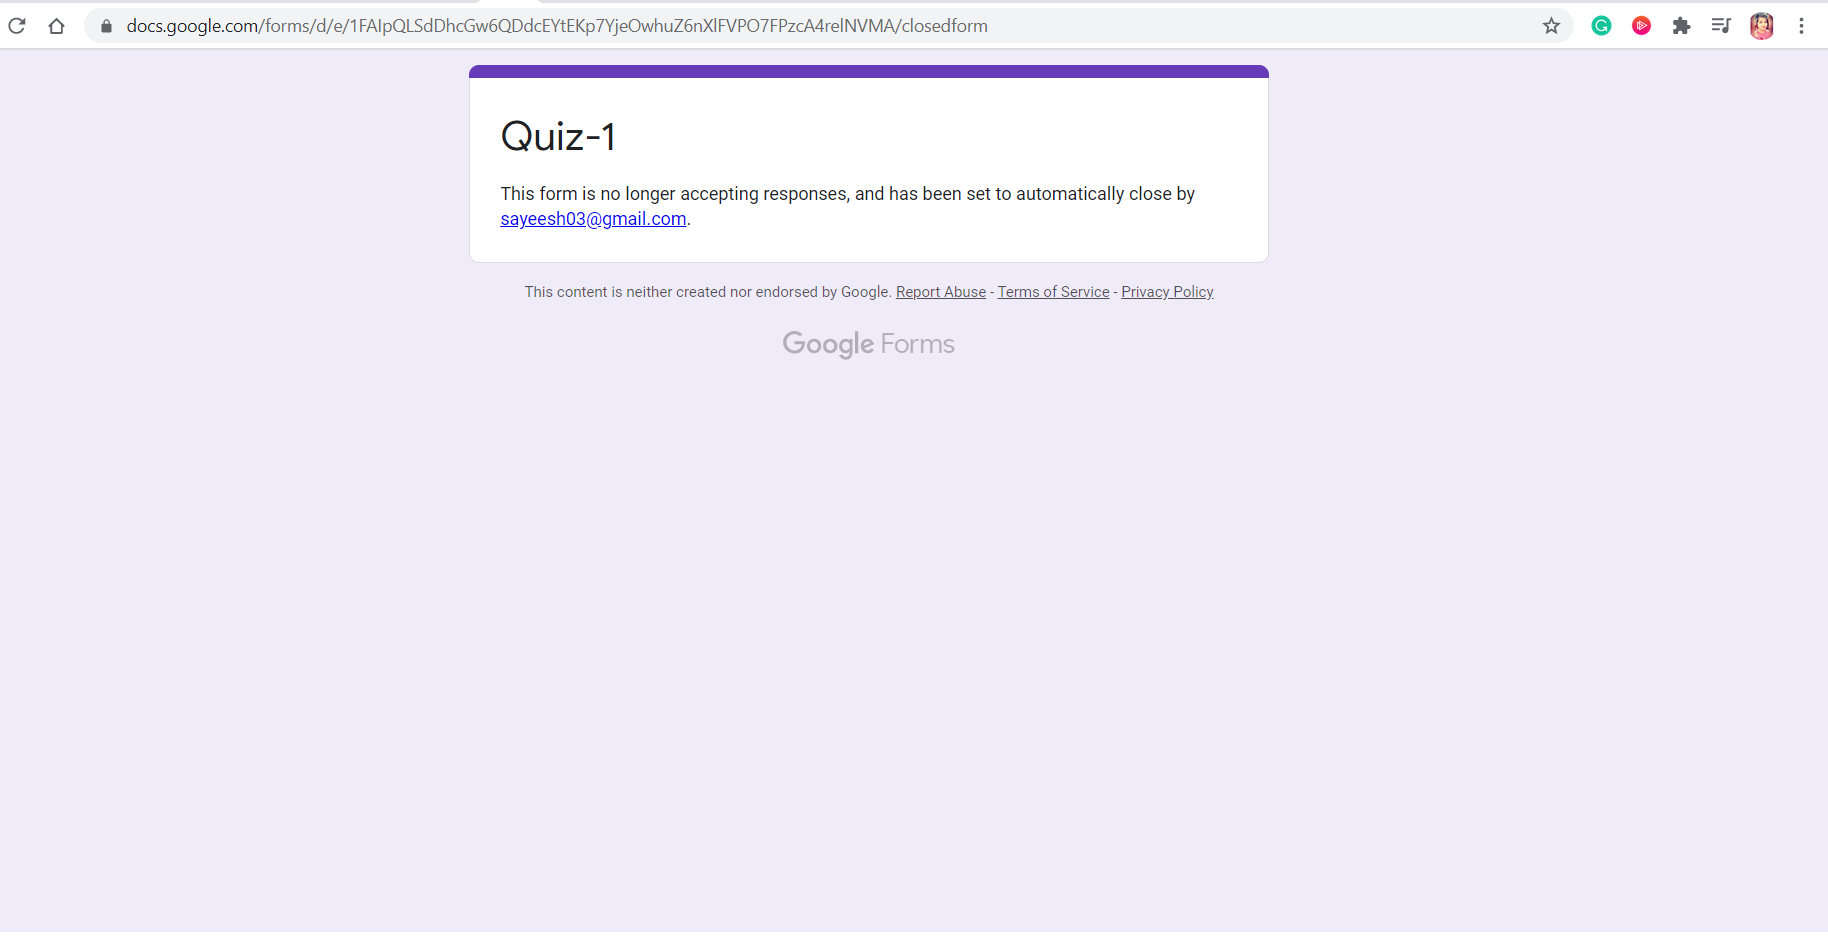 docs.google.com/forms/d/e/1FAIpQLSdDhcGw6QDdcEYtEKp7YjeOwhuZ6nXlFVPO7FPzcA4relNVMA/closedform
Quiz-1
This form is no longer accepting responses, and has been set to automatically close by
sayeesh03@gmail.com.
This content is neither created nor endorsed by Google. Report Abuse - Terms of Service - Privacy Policy
Google Forms